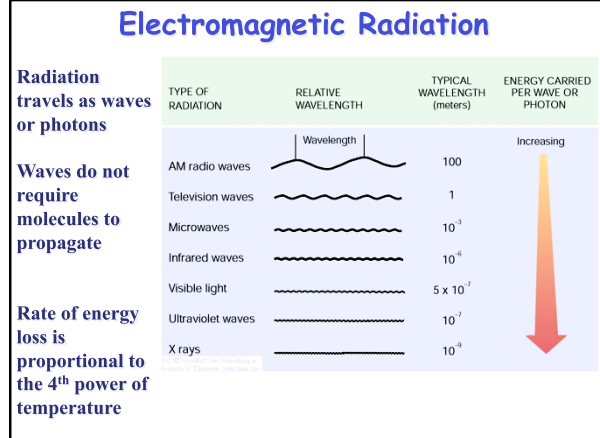 Electromagnetic Radiation
Radiation
travels as waves
or photons
Waves do not
require
molecules to
propagate
Rate of energy
loss is
proportional to
the 4th power of
temperature
TYPE OF
RADIATION
RELATIVE
WAVELENGTH
TYPICAL
WAVELENGTH
(meters)
ENERGY CARRIED
PER WAVE OR
PHOTON
Wavelength
Increasing
AM radio waves 100
Television waves 1
Microwaves 10⁻³
Infrared waves 10⁻⁶
Visible light 5 x 10⁻⁷
Ultraviolet waves 10⁻⁷
X rays 10⁻⁹